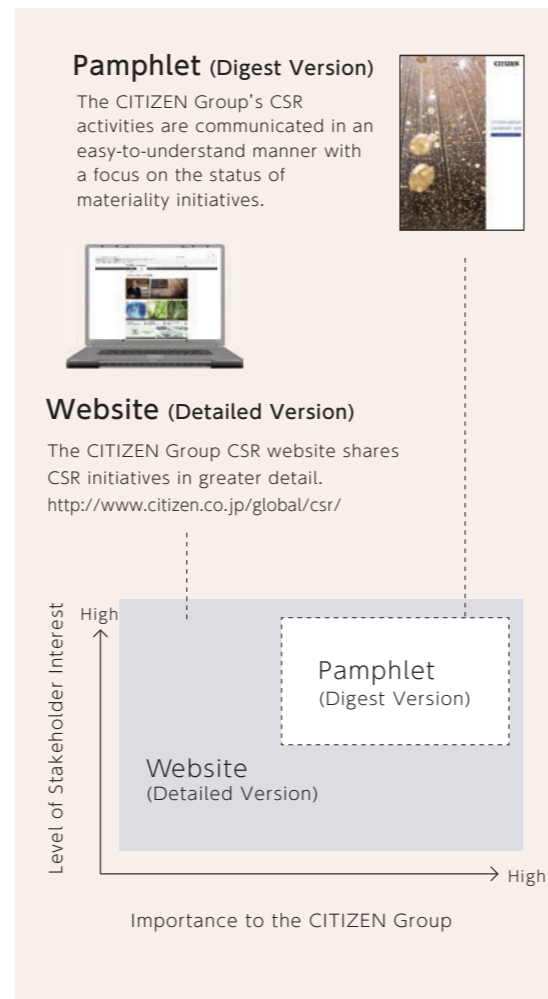 Pamphlet (Digest Version)
The CITIZEN Group's CSR
activities are communicated in an
easy-to-understand manner with
a focus on the status of
materiality initiatives.
CITIZEN
Website (Detailed Version)
The CITIZEN Group CSR website shares
CSR initiatives in greater detail.
http://www.citizen.co.jp/global/csr/
Level of Stakeholder Interest
High
Pamphlet
(Digest Version)
Website
(Detailed Version)
High
Importance to the CITIZEN Group